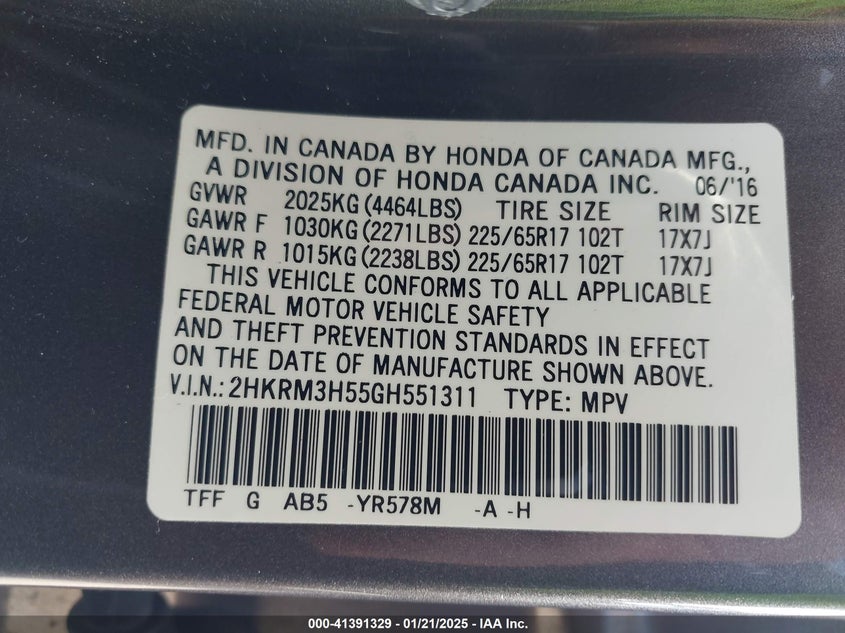 MFD. IN CANADA BY HONDA OF CANADA MFG.,
A DIVISION OF HONDA CANADA INC. 06/'16
GVWR 2025KG (4464LBS) TIRE SIZE RIM SIZE
GAWR F 1030KG (2271LBS) 225/65R17 102T 17X7J
GAWR R 1015KG (2238LBS) 225/65R17 102T 17X7J
THIS VEHICLE CONFORMS TO ALL APPLICABLE
FEDERAL MOTOR VEHICLE SAFETY
AND THEFT PREVENTION STANDARDS IN EFFECT
ON THE DATE OF MANUFACTURE SHOWN ABOVE.
V.I.N.: 2HKRM3H55GH551311 TYPE: MPV
TFF G AB5 -YR578M -A -H
000-41391329 - 01/21/2025 - IAA Inc.